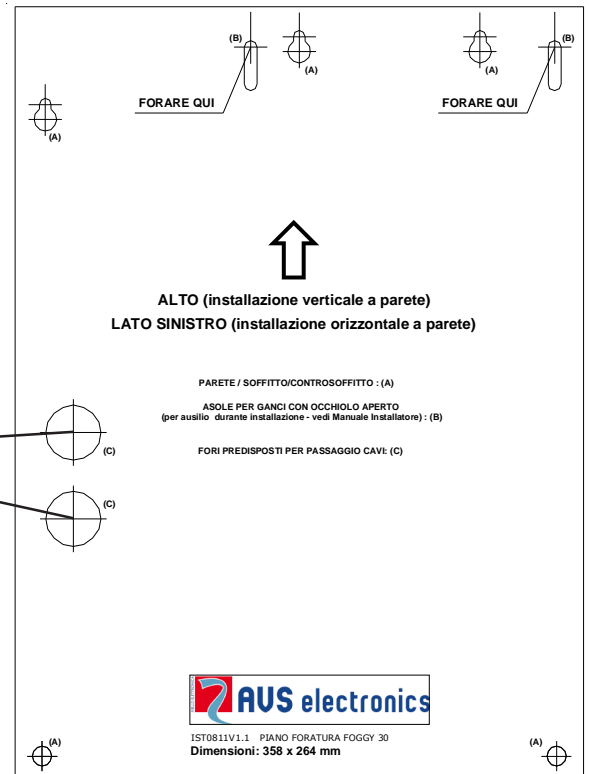 (B) (B)
(A) (A)
FORARE QUI FORARE QUI
(A)
ALTO (installazione verticale a parete)
LATO SINISTRO (installazione orizzontale a parete)
PARETE / SOFFITTO/CONTROSOFFITTO : (A)
ASOLE PER GANCI CON OCCHIOLO APERTO
(per ausilio durante installazione - vedi Manuale Installatore) : (B)
(C) FORI PREDISPOSTI PER PASSAGGIO CAVI: (C)
(C)
AVS electronics
IST0811V1.1 PIANO FORATURA FOGGY 30
Dimensioni: 358 x 264 mm
(A) (A)